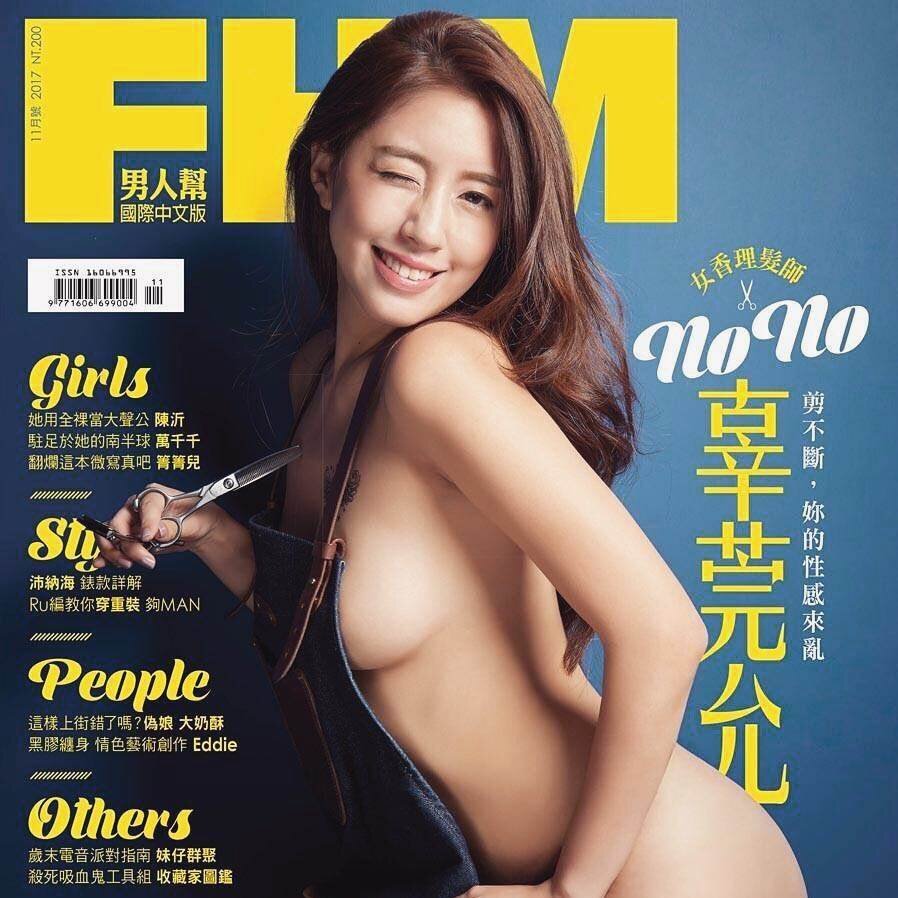 FHM
11月號 2017 NT.200
男人幫
國際中文版
ISSN 16066995
11
9 771606 699004
Girls
她用全裸當大聲公 陳沂
駐足於她的南半球 萬千千
翻爛這本微寫真吧 箐箐兒
Sty
沛納海 錶款詳解
Ru編教你穿重裝 夠MAN
People
這樣上街錯了嗎?偽娘 大奶酥
黑膠纏身 情色藝術創作 Eddie
Others
歲末電音派對指南 妹仔群聚
殺死吸血鬼工具組 收藏家圖鑑
女香理髮師
NoNo
辜莞允
剪不斷,妳的性感來亂